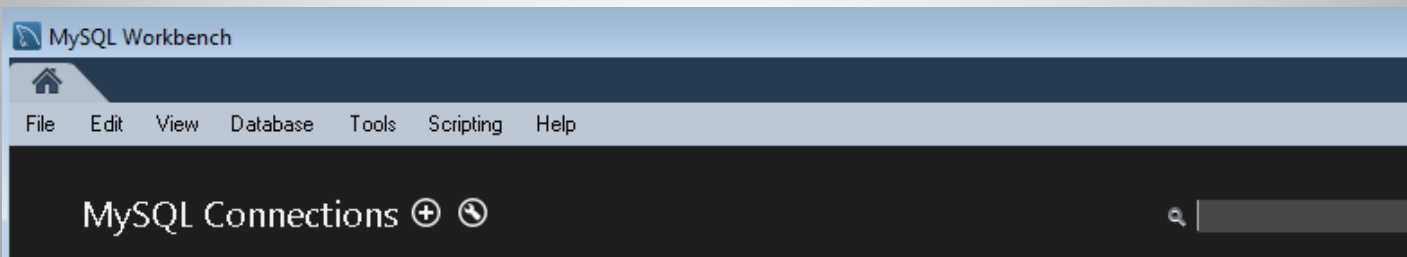 MySQL Workbench
File Edit View Database Tools Scripting Help
MySQL Connections